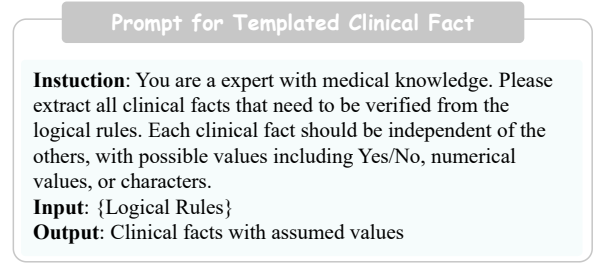 Prompt for Templated Clinical Fact
Instuction: You are a expert with medical knowledge. Please
extract all clinical facts that need to be verified from the
logical rules. Each clinical fact should be independent of the
others, with possible values including Yes/No, numerical
values, or characters.
Input: {Logical Rules}
Output: Clinical facts with assumed values